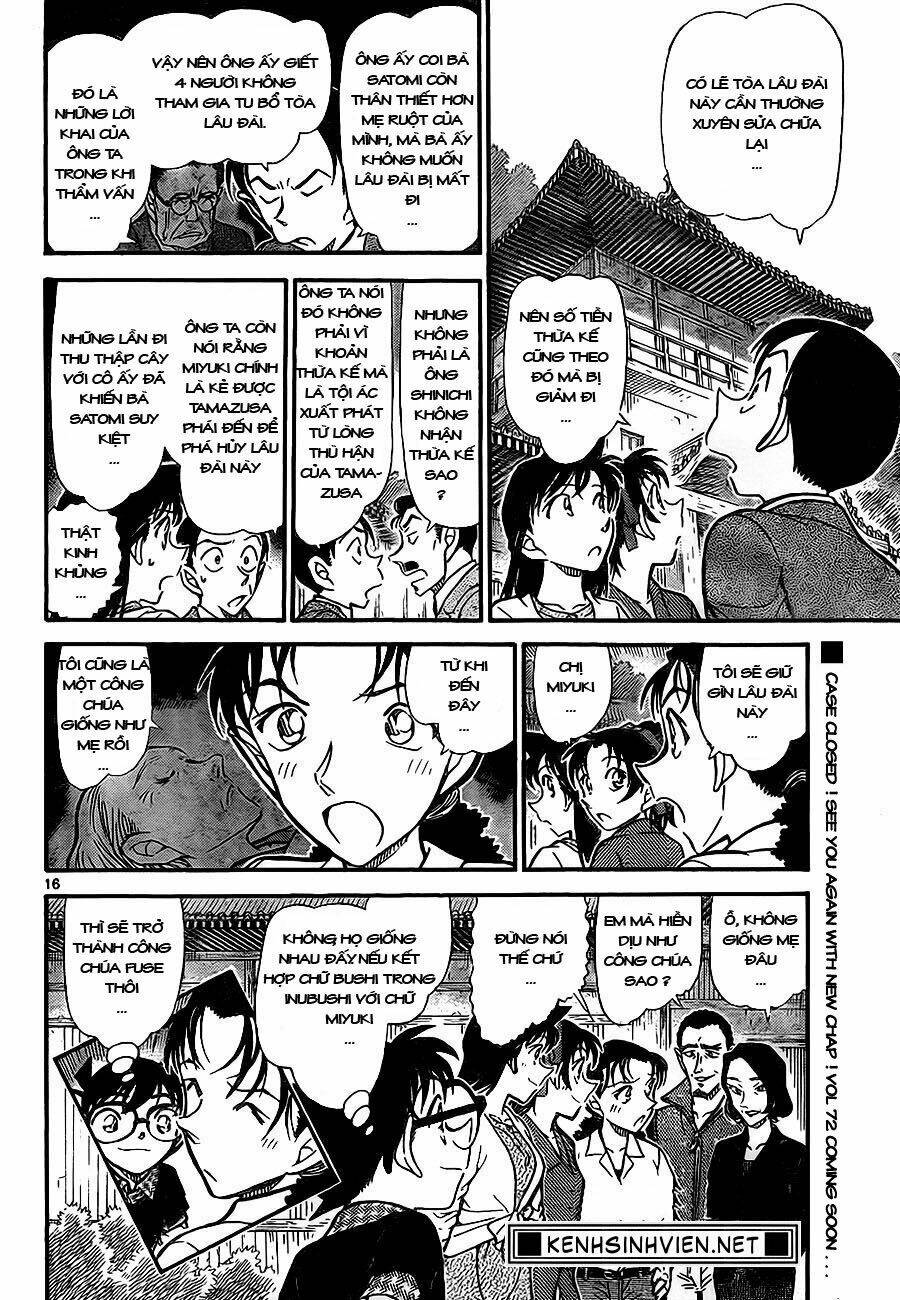 CÓ LẼ TÒA LÂU ĐÀI
NÀY CẦN THƯỜNG
XUYÊN SỬA CHỮA
LẠI
...
NÊN SỐ TIỀN
THỪA KẾ
CŨNG THEO
ĐÓ MÀ BỊ
GIẢM ĐI
...
ÔNG ẤY COI BÀ
SATOMI CÒN
THÂN THIẾT HƠN
MẸ RUỘT CỦA
MÌNH, MÀ BÀ ẤY
KHÔNG MUỐN
LÂU ĐÀI BỊ MẤT
ĐI
...
VẬY NÊN ÔNG ẤY GIẾT
4 NGƯỜI KHÔNG
THAM GIA TU BỔ TÒA
LÂU ĐÀI.
ĐÓ LÀ
NHỮNG LỜI
KHAI CỦA
ÔNG TA
TRONG KHI
THẨM VẤN
...
NHƯNG
KHÔNG
PHẢI LÀ
ÔNG
SHINICHI
KHÔNG
NHẬN
THỪA KẾ
SAO
?
ÔNG TA NÓI
ĐÓ KHÔNG
PHẢI VÌ
KHOẢN
THỪA KẾ MÀ
LÀ TỘI ÁC
XUẤT PHÁT
TỪ LÒNG
THÙ HẬN
CỦA TAMA-
ZUSA
ÔNG TA CÒN
NÓI RẰNG
MIYUKI CHÍNH
LÀ KẺ ĐƯỢC
TAMAZUSA
PHÁI ĐẾN ĐỂ
PHÁ HỦY LÂU
ĐÀI NÀY
NHỮNG LẦN ĐI
THU THẬP CÂY
VỚI CÔ ẤY ĐÃ
KHIẾN BÀ
SATOMI SUY
KIỆT
...
THẬT
KINH
KHỦNG
...
TÔI SẼ GIỮ
GÌN LÂU ĐÀI
NÀY
...
CHỊ
MIYUKI
...
TỪ KHI
ĐẾN
ĐÂY
...
TÔI CŨNG LÀ
MỘT CÔNG
CHÚA
GIỐNG NHƯ
MẸ RỒI
...
16
Ồ, KHÔNG
GIỐNG MẸ
ĐÂU
...
EM MÀ HIỀN
DỊU NHƯ
CÔNG CHÚA
SAO ?
...
ĐỪNG NÓI
THẾ CHỨ
...
KHÔNG, HỌ GIỐNG
NHAU ĐẤY, NẾU KẾT
HỢP CHỮ BUSHI TRONG
INUBUSHI VỚI CHỮ
MIYUKI
...
THÌ SẼ TRỞ
THÀNH CÔNG
CHÚA FUSE
THÔI
...
CASE CLOSED ! SEE YOU AGAIN WITH NEW CHAP ! VOL 72 COMING SOON . . .
KENHSINHVIEN.NET